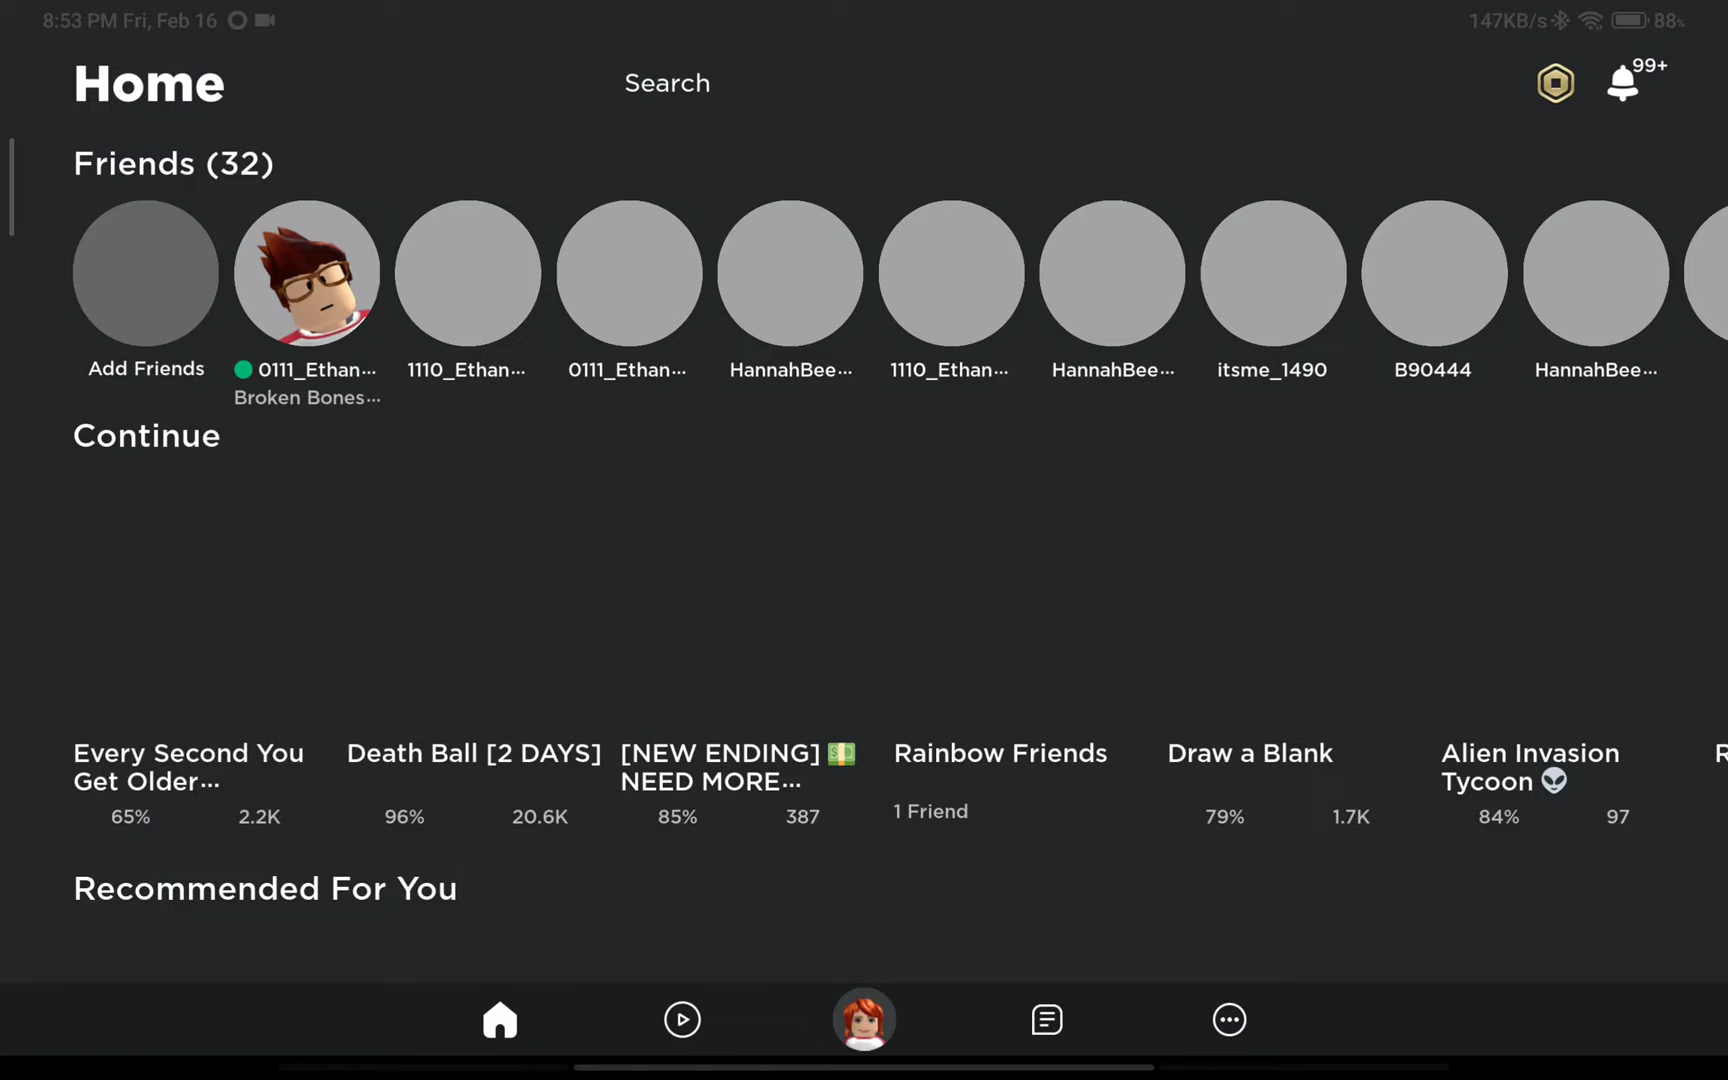 8:53 PM Fri, Feb 16
147KB/s 88%
Home
Search
99+
Friends (32)
Add Friends
0111_Ethan...
1110_Ethan...
0111_Ethan...
HannahBee...
1110_Ethan...
HannahBee...
itsme_1490
B90444
HannahBee...
Broken Bones...
Continue
Every Second You
Get Older...
65% 2.2K
Death Ball [2 DAYS]
96% 20.6K
[NEW ENDING] 💵
NEED MORE...
85% 387
Rainbow Friends
1 Friend
Draw a Blank
79% 1.7K
Alien Invasion
Tycoon 👽
84% 97
Recommended For You